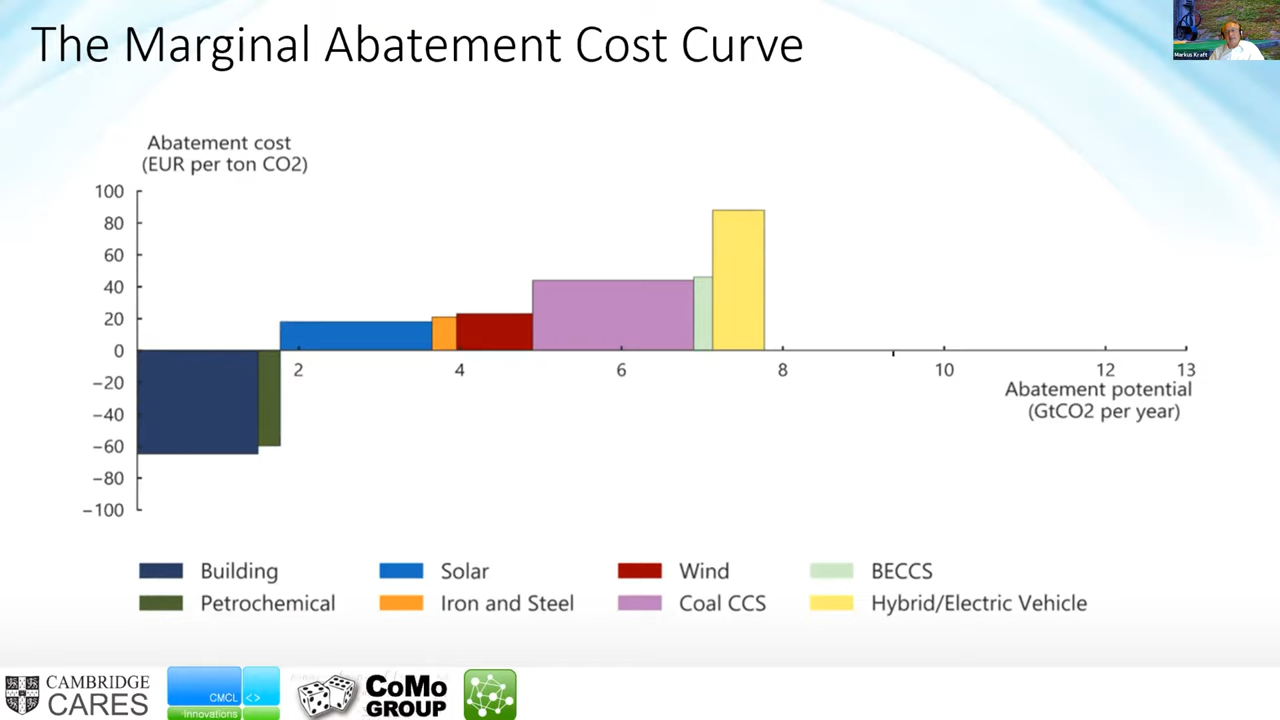 The Marginal Abatement Cost Curve
Markus Kraft
Abatement cost
(EUR per ton CO2)
100
80
60
40
20
0
−20
−40
−60
−80
−100
2
4
6
8
10
12
13
Abatement potential
(GtCO2 per year)
Building
Solar
Wind
BECCS
Petrochemical
Iron and Steel
Coal CCS
Hybrid/Electric Vehicle
CAMBRIDGE
CARES
CMCL <>
innovations
CoMo
GROUP